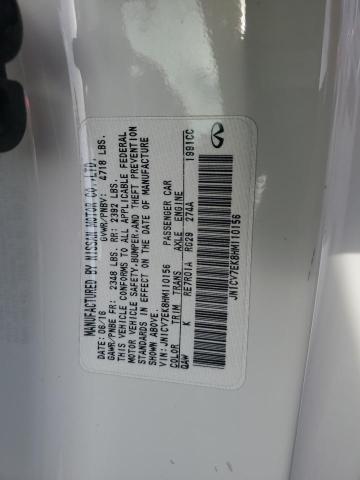 MANUFACTURED BY NISSAN MOTOR CO.,LTD.
DATE: 06/16 GVWR/PNBV: 4718 LBS.
GAWR/PNBE FR: 2348 LBS. RR: 2392 LBS.
THIS VEHICLE CONFORMS TO ALL APPLICABLE FEDERAL
MOTOR VEHICLE SAFETY,BUMPER,AND THEFT PREVENTION
STANDARDS IN EFFECT ON THE DATE OF MANUFACTURE
SHOWN ABOVE.
VIN: JN1CV7EK8HM110156 PASSENGER CAR
COLOR TRIM TRANS AXLE ENGINE
QAW K RE7R01A RG29 274A 1991CC
JN1CV7EK8HM110156